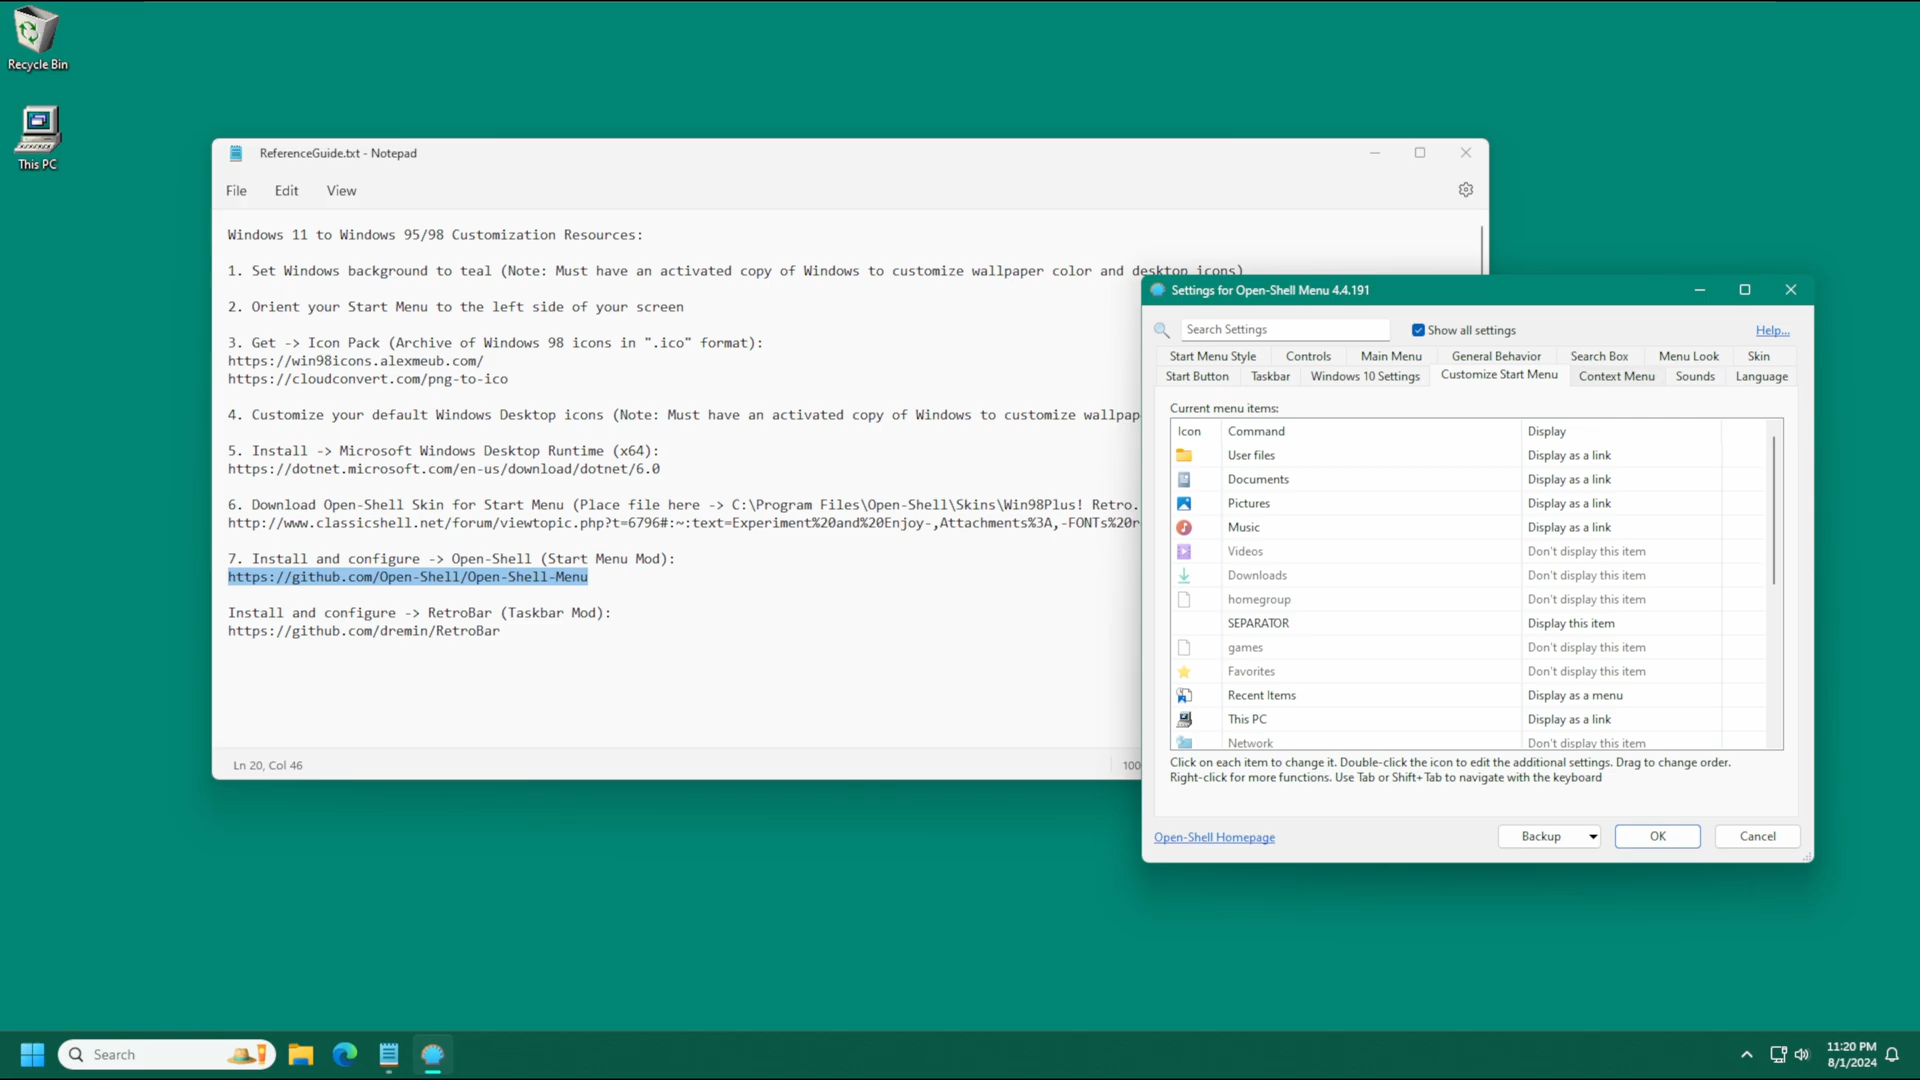 Recycle Bin
This PC
ReferenceGuide.txt - Notepad
File Edit View
Windows 11 to Windows 95/98 Customization Resources:
1. Set Windows background to teal (Note: Must have an activated copy of Windows to customize wallpaper color and desktop icons)
2. Orient your Start Menu to the left side of your screen
3. Get -> Icon Pack (Archive of Windows 98 icons in ".ico" format):
https://win98icons.alexmeub.com/
https://cloudconvert.com/png-to-ico
4. Customize your default Windows Desktop icons (Note: Must have an activated copy of Windows to customize wallpap
5. Install -> Microsoft Windows Desktop Runtime (x64):
https://dotnet.microsoft.com/en-us/download/dotnet/6.0
6. Download Open-Shell Skin for Start Menu (Place file here -> C:\Program Files\Open-Shell\Skins\Win98Plus! Retro.
http://www.classicshell.net/forum/viewtopic.php?t=6796#:~:text=Experiment%20and%20Enjoy-,Attachments%3A,-FONTs%20r
7. Install and configure -> Open-Shell (Start Menu Mod):
https://github.com/Open-Shell/Open-Shell-Menu
Install and configure -> RetroBar (Taskbar Mod):
https://github.com/dremin/RetroBar
Ln 20, Col 46
100
Settings for Open-Shell Menu 4.4.191
Search Settings
Show all settings
Help...
Start Menu Style Controls Main Menu General Behavior Search Box Menu Look Skin
Start Button Taskbar Windows 10 Settings Customize Start Menu Context Menu Sounds Language
Current menu items:
Icon Command Display
User files Display as a link
Documents Display as a link
Pictures Display as a link
Music Display as a link
Videos Don't display this item
Downloads Don't display this item
homegroup Don't display this item
SEPARATOR Display this item
games Don't display this item
Favorites Don't display this item
Recent Items Display as a menu
This PC Display as a link
Network Don't display this item
Click on each item to change it. Double-click the icon to edit the additional settings. Drag to change order.
Right-click for more functions. Use Tab or Shift+Tab to navigate with the keyboard
Open-Shell Homepage
Backup OK Cancel
Search
11:20 PM
8/1/2024